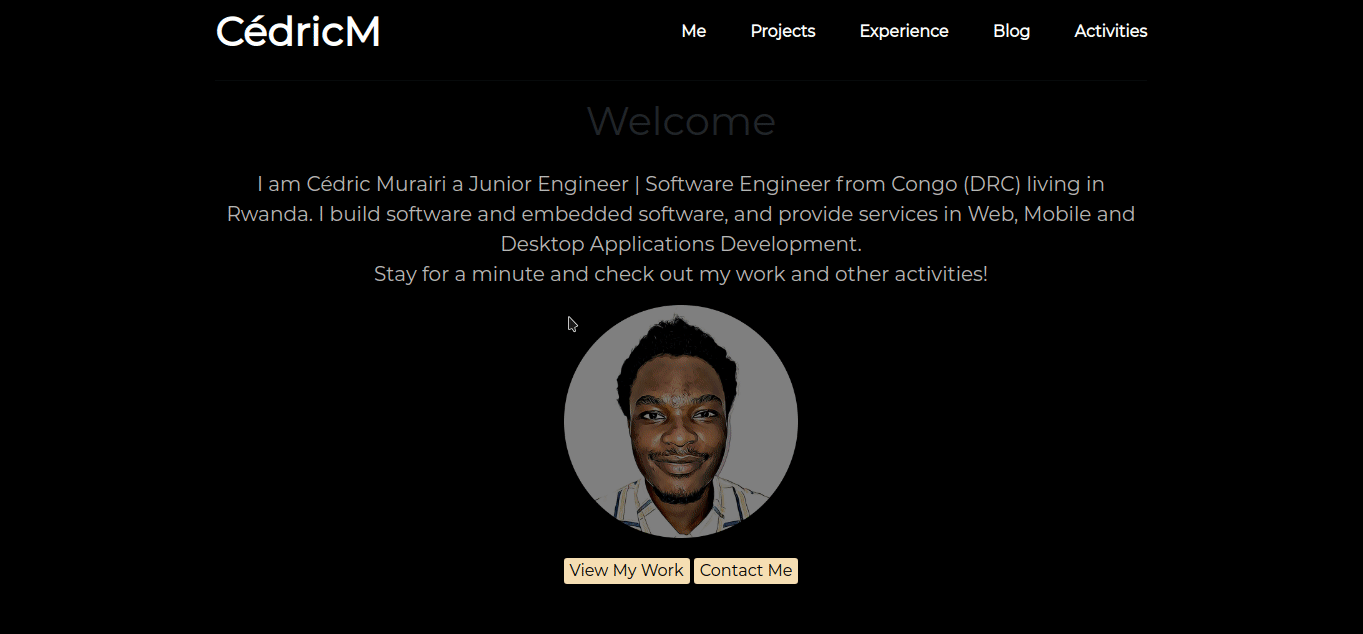 CédricM
Me Projects Experience Blog Activities
Welcome
I am Cédric Murairi a Junior Engineer | Software Engineer from Congo (DRC) living in
Rwanda. I build software and embedded software, and provide services in Web, Mobile and
Desktop Applications Development.
Stay for a minute and check out my work and other activities!
View My Work Contact Me